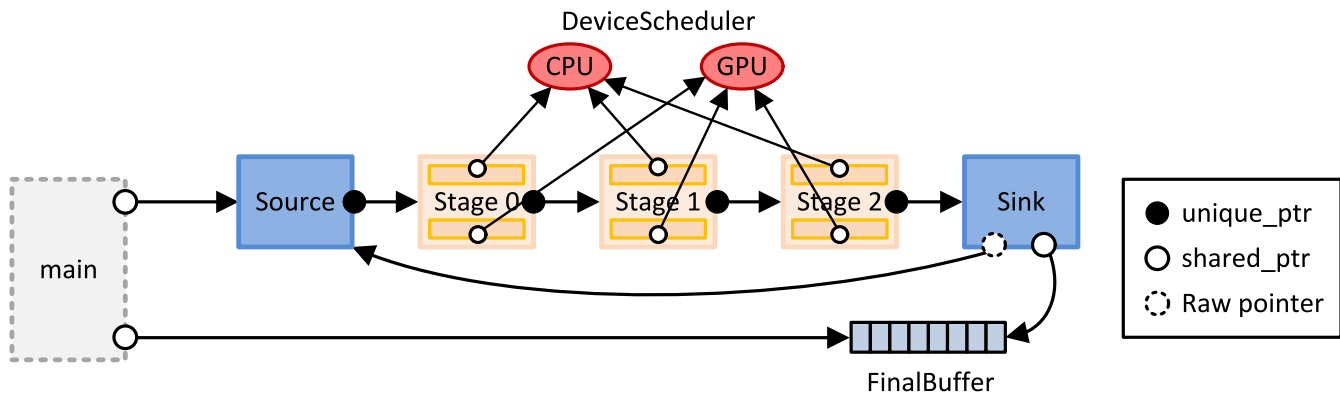 DeviceScheduler
CPU
GPU
Source
Stage 0
Stage 1
Stage 2
Sink
main
unique_ptr
shared_ptr
Raw pointer
FinalBuffer